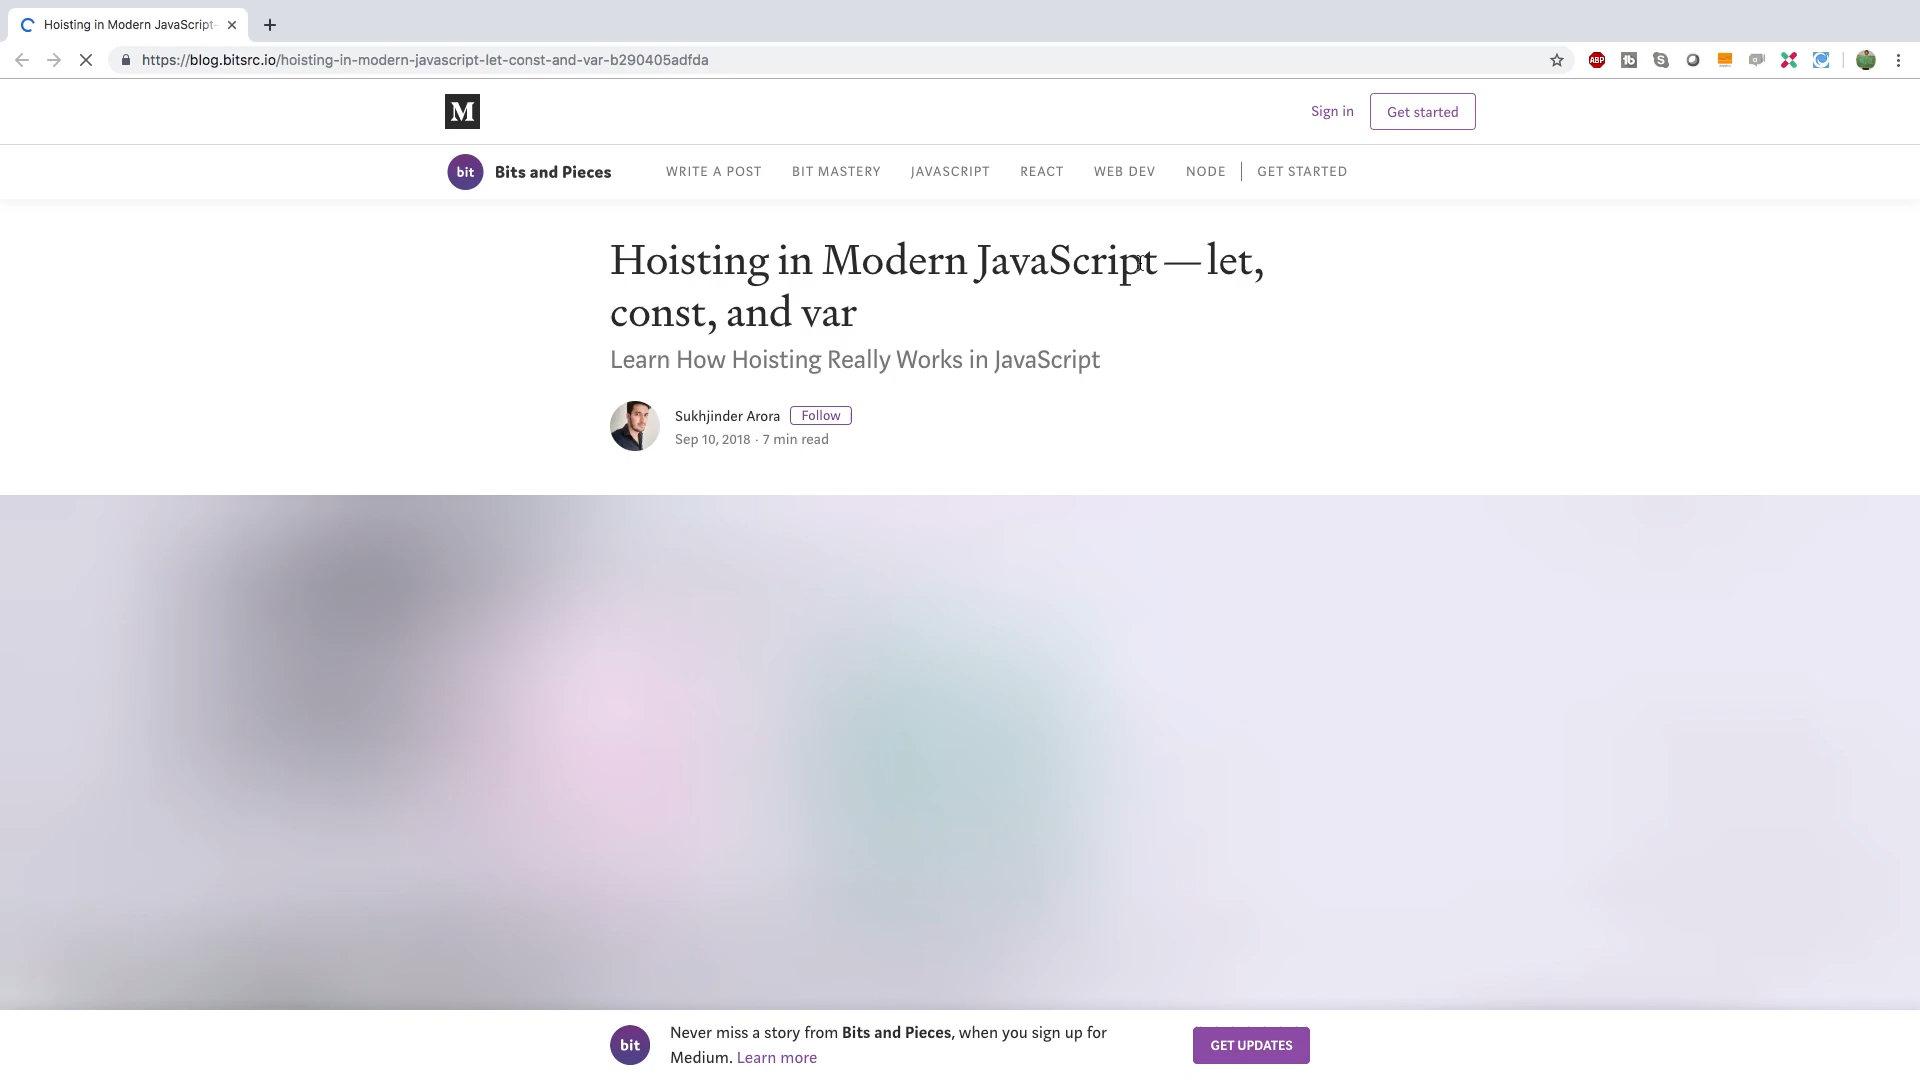 Hoisting in Modern JavaScript-
https://blog.bitsrc.io/hoisting-in-modern-javascript-let-const-and-var-b290405adfda
ABP
M
Sign in
Get started
bit
Bits and Pieces
WRITE A POST
BIT MASTERY
JAVASCRIPT
REACT
WEB DEV
NODE
GET STARTED
Hoisting in Modern JavaScript — let,
const, and var
Learn How Hoisting Really Works in JavaScript
Sukhjinder Arora
Follow
Sep 10, 2018 · 7 min read
bit
Never miss a story from Bits and Pieces, when you sign up for
Medium. Learn more
GET UPDATES